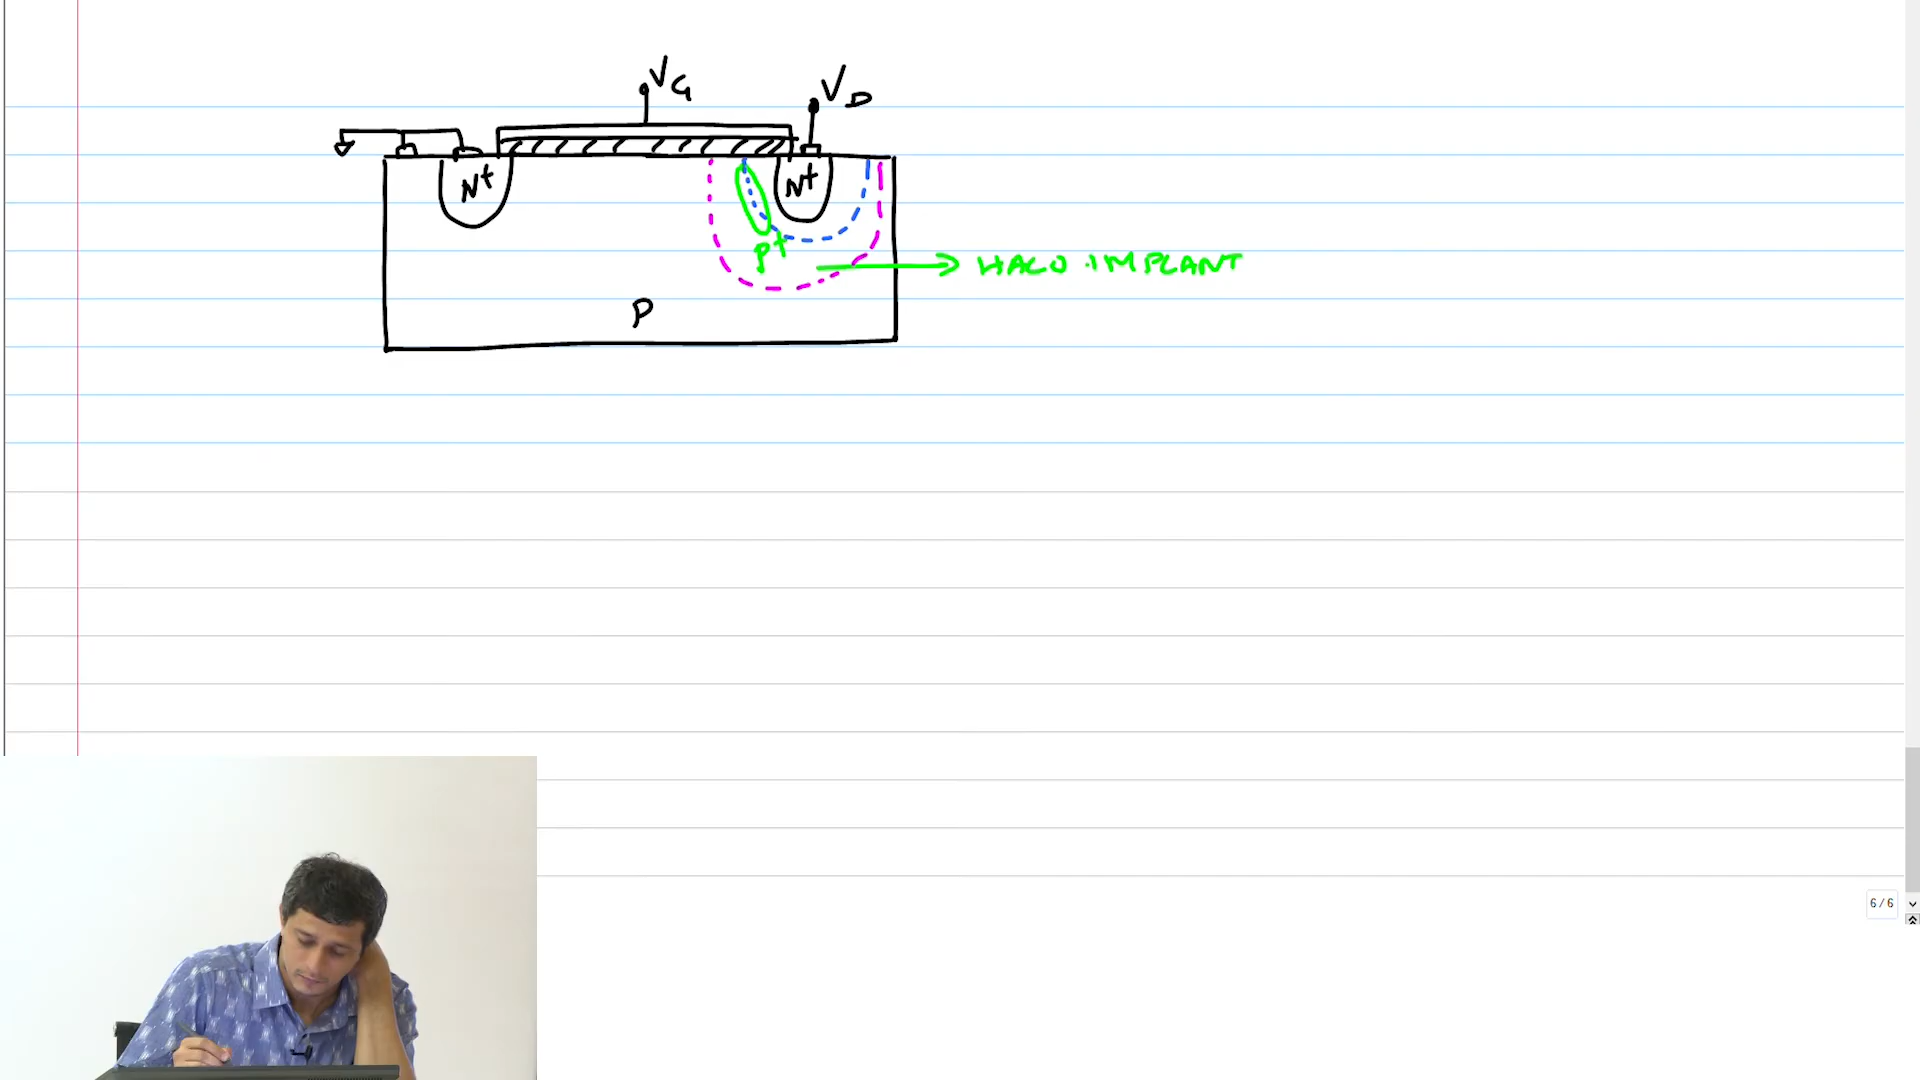 VG
VD
N+
N+
P+
HALO IMPLANT
P
6/6